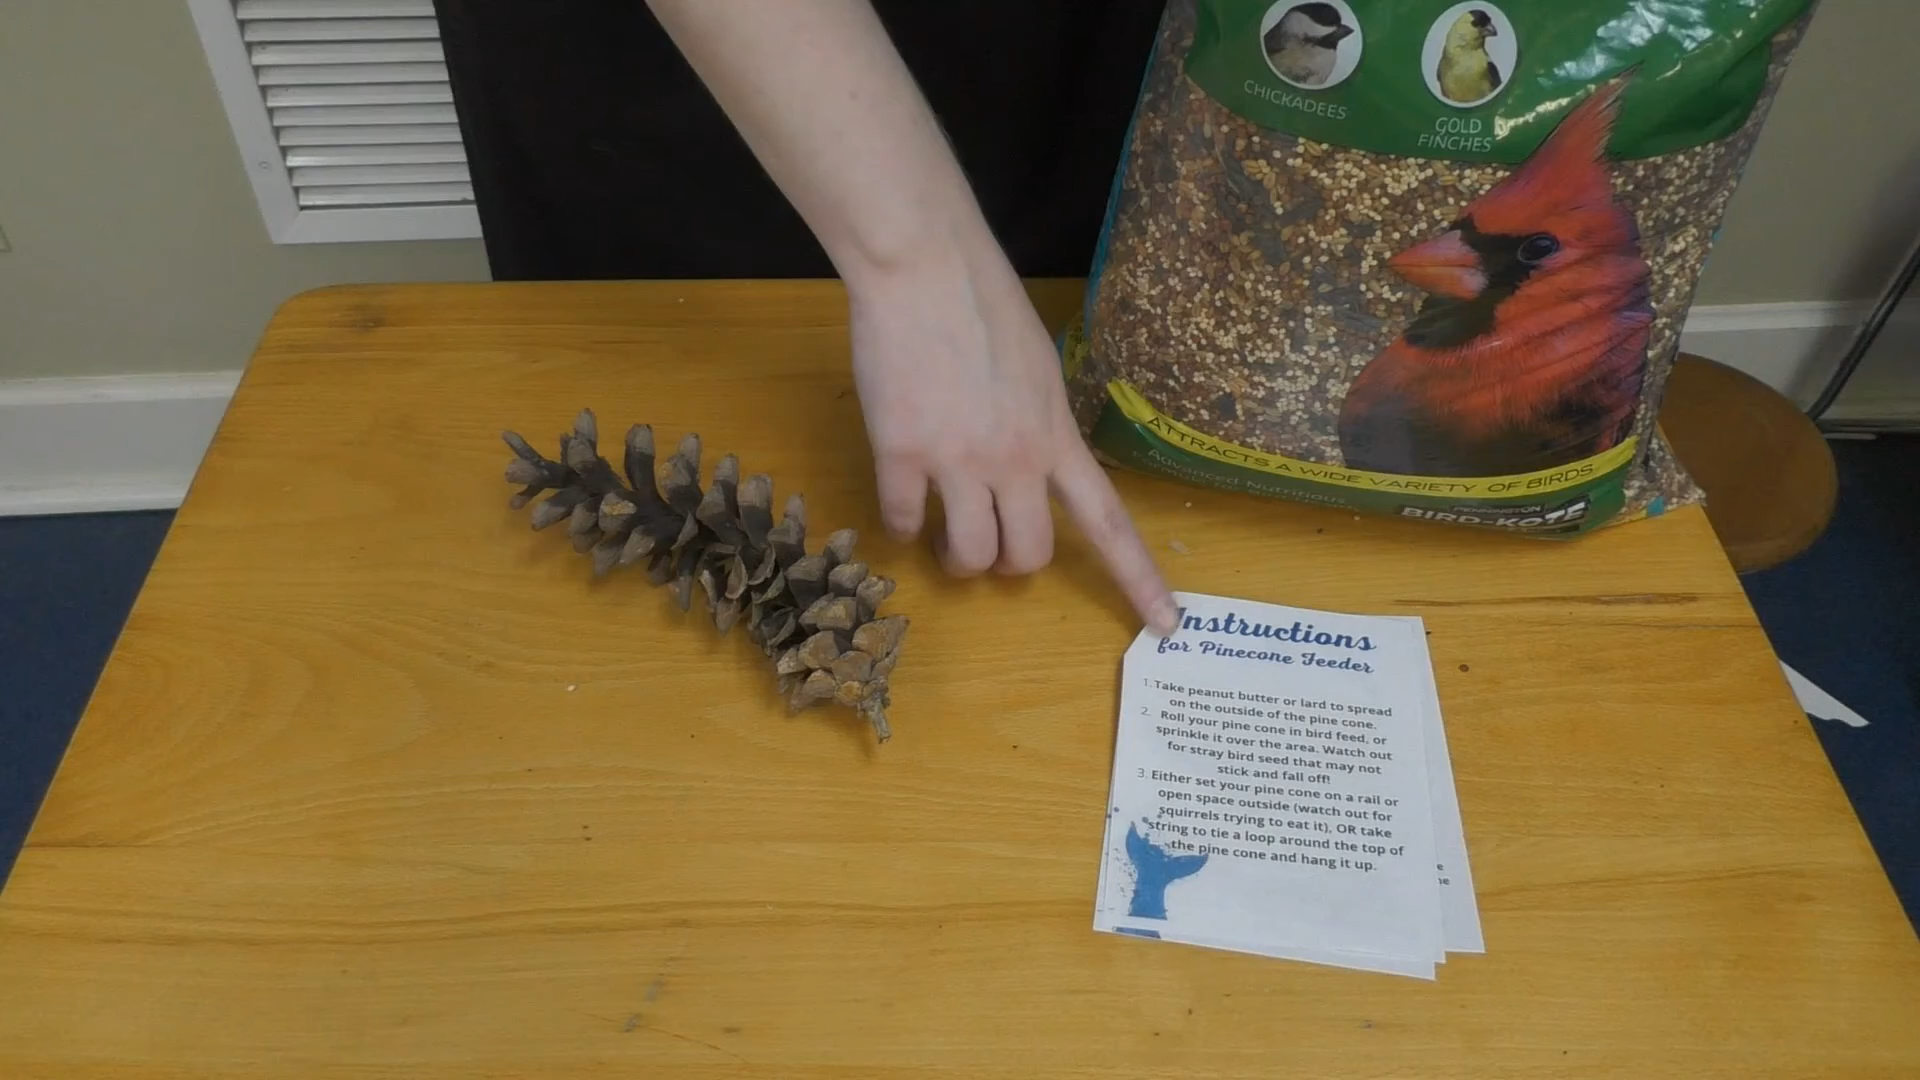 CHICKADEES
GOLD
FINCHES
ATTRACTS A WIDE VARIETY OF BIRDS
Advanced Nutritious
PENNINGTON
BIRD-KOTE
Instructions
for Pinecone Feeder
1. Take peanut butter or lard to spread
on the outside of the pine cone.
2. Roll your pine cone in bird feed, or
sprinkle it over the area. Watch out
for stray bird seed that may not
stick and fall off!
3. Either set your pine cone on a rail or
open space outside (watch out for
squirrels trying to eat it), OR take
string to tie a loop around the top of
the pine cone and hang it up.